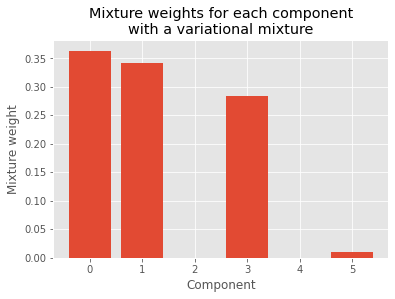 Mixture weights for each component
with a variational mixture
Mixture weight
0.35
0.30
0.25
0.20
0.15
0.10
0.05
0.00
0 1 2 3 4 5
Component